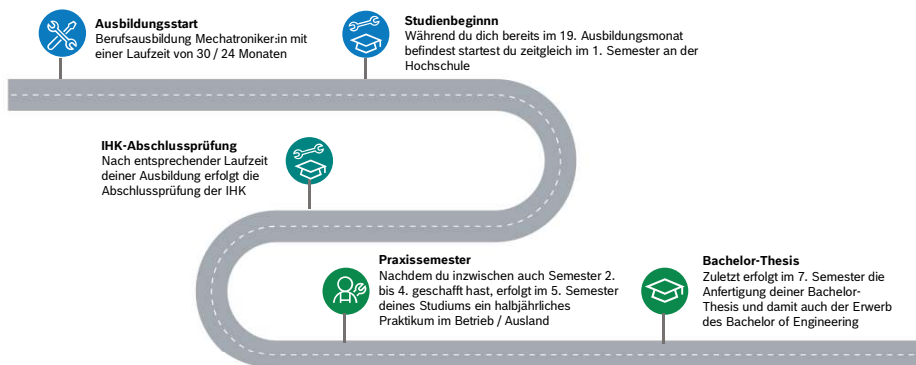 Ausbildungsstart
Berufsausbildung Mechatroniker:in mit
einer Laufzeit von 30 / 24 Monaten
Studienbeginnn
Während du dich bereits im 19. Ausbildungsmonat
befindest startest du zeitgleich im 1. Semester an der
Hochschule
IHK-Abschlussprüfung
Nach entsprechender Laufzeit
deiner Ausbildung erfolgt die
Abschlussprüfung der IHK
Praxissemester
Nachdem du inzwischen auch Semester 2.
bis 4. geschafft hast, erfolgt im 5. Semester
deines Studiums ein halbjährliches
Praktikum im Betrieb / Ausland
Bachelor-Thesis
Zuletzt erfolgt im 7. Semester die
Anfertigung deiner Bachelor-
Thesis und damit auch der Erwerb
des Bachelor of Engineering